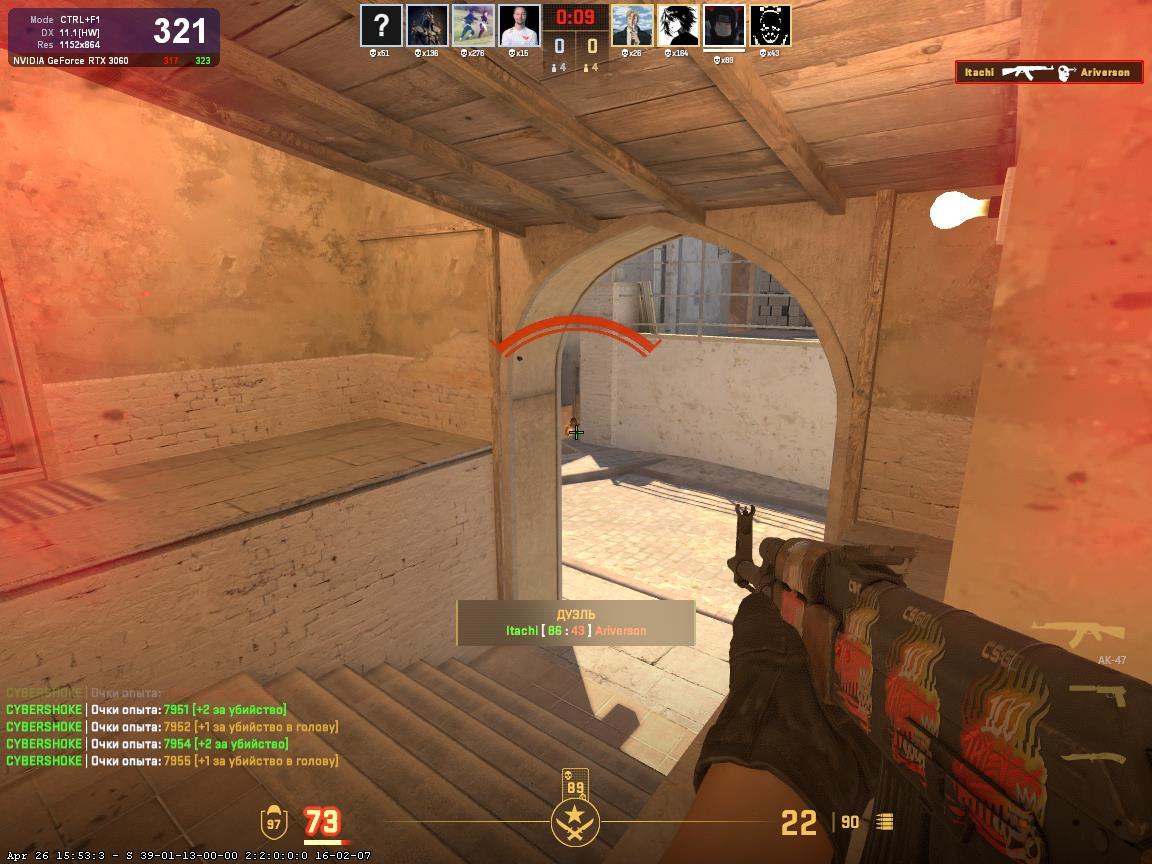 Mode CTRL+F1
DX 11.1[HW]
Res 1152x864
321
NVIDIA GeForce RTX 3060 317 323
?
0:09
0 0
4 4
x51 x136 x276 x15 x26 x164 x89 x43
Itachi Ariverson
ДУЭЛЬ
Itachi [ 86 : 43 ] Ariverson
AK-47
CYBERSHOKE | Очки опыта:
CYBERSHOKE | Очки опыта: 7951 [+2 за убийство]
CYBERSHOKE | Очки опыта: 7952 [+1 за убийство в голову]
CYBERSHOKE | Очки опыта: 7954 [+2 за убийство]
CYBERSHOKE | Очки опыта: 7955 [+1 за убийство в голову]
CSGO
CSGO
97 73
89
22 | 90
Apr 26 15:53:3 - S 39-01-13-00-00 2:2:0:0:0 16-02-07